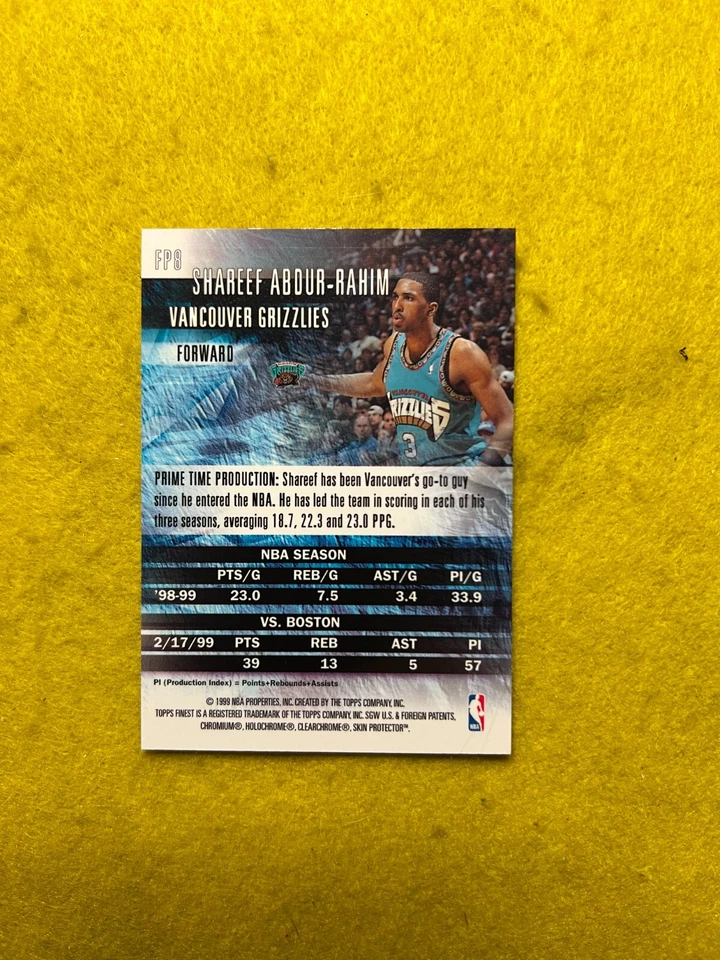 FP8
SHAREEF ABDUR-RAHIM
VANCOUVER GRIZZLIES
FORWARD
GRIZZLIES
GRIZZLIES
3
PRIME TIME PRODUCTION: Shareef has been Vancouver's go-to guy
since he entered the NBA. He has led the team in scoring in each of his
three seasons, averaging 18.7, 22.3 and 23.0 PPG.
NBA SEASON
PTS/G REB/G AST/G PI/G
'98-99 23.0 7.5 3.4 33.9
VS. BOSTON
2/17/99 PTS REB AST PI
39 13 5 57
PI (Production Index) = Points+Rebounds+Assists
© 1999 NBA PROPERTIES, INC. CREATED BY THE TOPPS COMPANY, INC.
TOPPS FINEST IS A REGISTERED TRADEMARK OF THE TOPPS COMPANY, INC. SGW U.S. & FOREIGN PATENTS,
CHROMIUM®, HOLOCHROME®, CLEARCHROME®, SKIN PROTECTOR™.
NBA